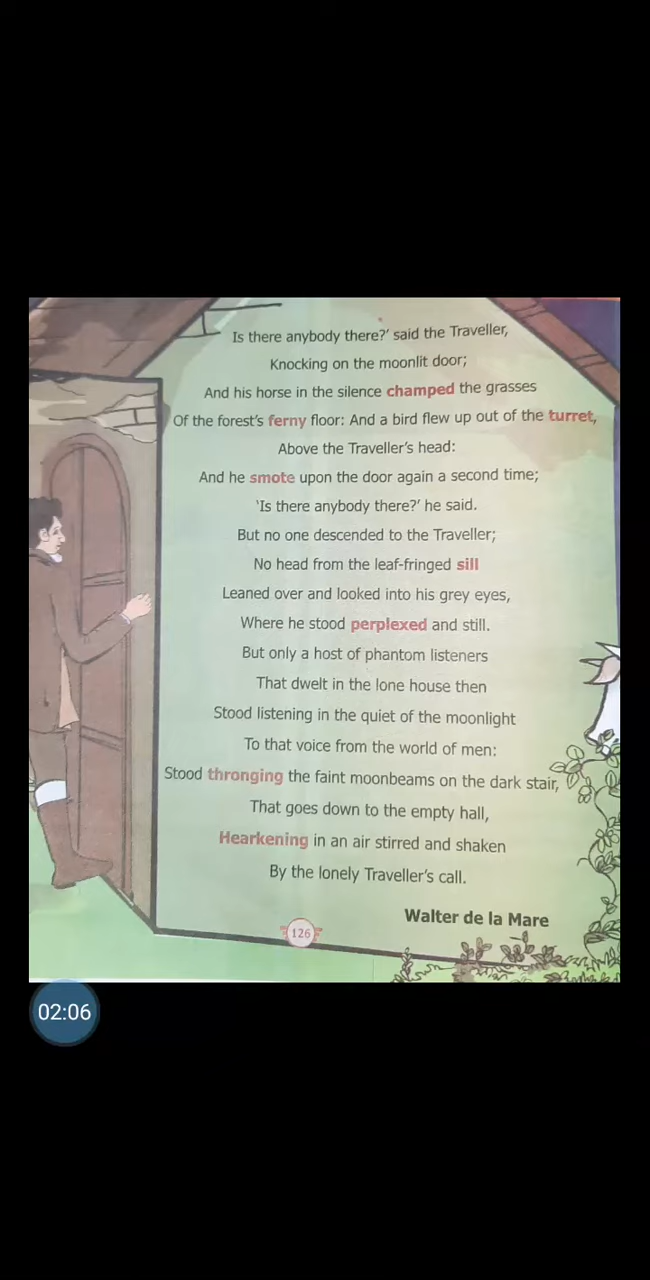 Is there anybody there?' said the Traveller,
Knocking on the moonlit door;
And his horse in the silence champed the grasses
Of the forest's ferny floor: And a bird flew up out of the turret,
Above the Traveller's head:
And he smote upon the door again a second time;
'Is there anybody there?' he said.
But no one descended to the Traveller;
No head from the leaf-fringed sill
Leaned over and looked into his grey eyes,
Where he stood perplexed and still.
But only a host of phantom listeners
That dwelt in the lone house then
Stood listening in the quiet of the moonlight
To that voice from the world of men:
Stood thronging the faint moonbeams on the dark stair,
That goes down to the empty hall,
Hearkening in an air stirred and shaken
By the lonely Traveller's call.
Walter de la Mare
126
02:06